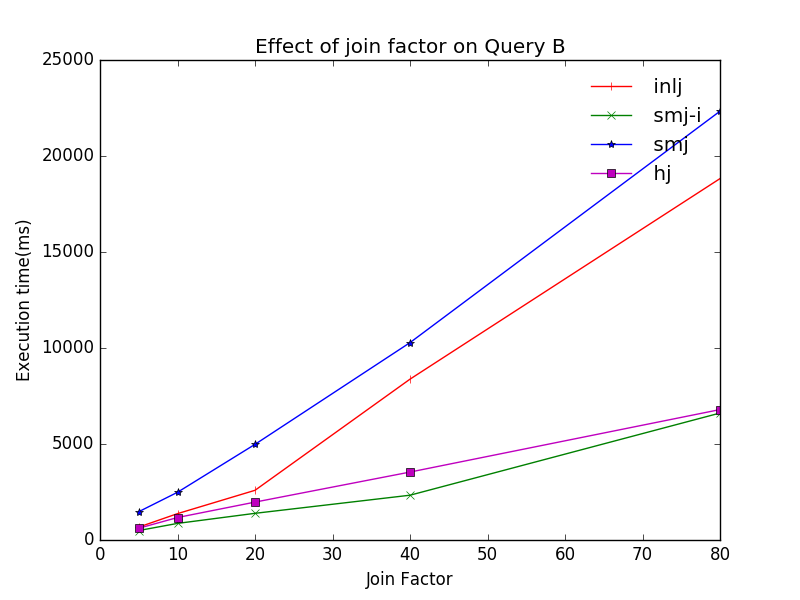 Effect of join factor on Query B
25000
20000
15000
10000
5000
0
Execution time(ms)
inlj
smj-i
smj
hj
0 10 20 30 40 50 60 70 80
Join Factor